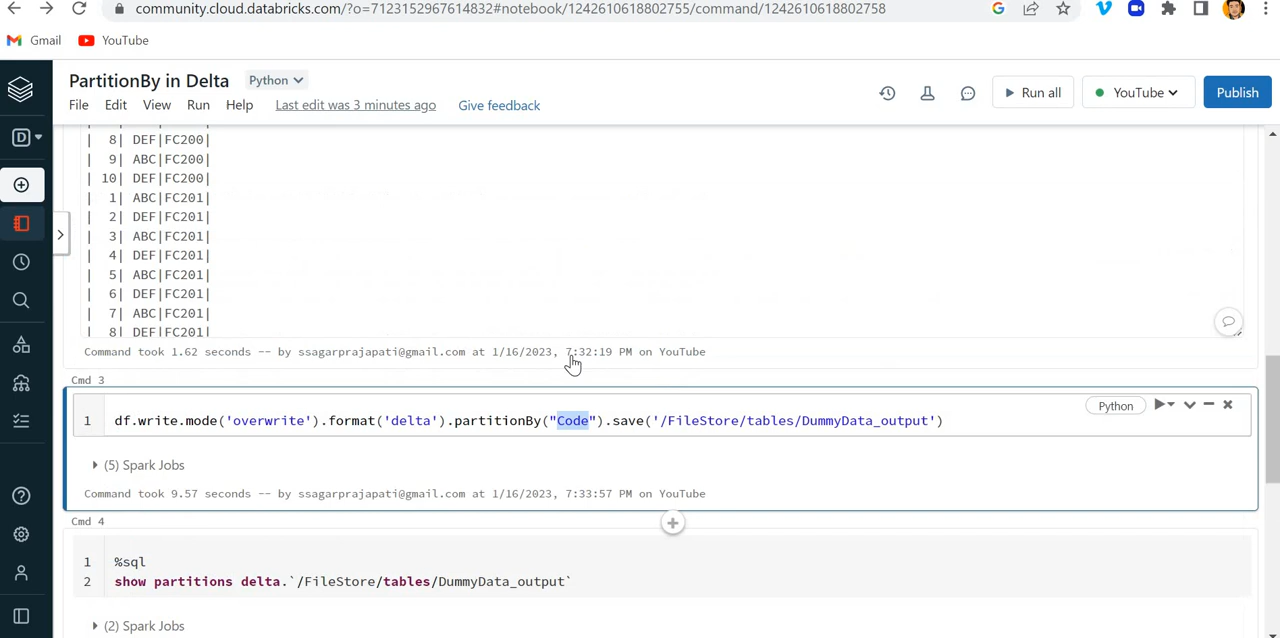 community.cloud.databricks.com/?o=7123152967614832#notebook/1242610618802755/command/1242610618802758
Gmail YouTube
PartitionBy in Delta Python
File Edit View Run Help Last edit was 3 minutes ago Give feedback
Run all YouTube Publish
D
| 8| DEF|FC200|
| 9| ABC|FC200|
| 10| DEF|FC200|
| 1| ABC|FC201|
| 2| DEF|FC201|
| 3| ABC|FC201|
| 4| DEF|FC201|
| 5| ABC|FC201|
| 6| DEF|FC201|
| 7| ABC|FC201|
| 8| DEF|FC201|
Command took 1.62 seconds -- by ssagarprajapati@gmail.com at 1/16/2023, 7:32:19 PM on YouTube
Cmd 3
Python
1 df.write.mode('overwrite').format('delta').partitionBy("Code").save('/FileStore/tables/DummyData_output')
(5) Spark Jobs
Command took 9.57 seconds -- by ssagarprajapati@gmail.com at 1/16/2023, 7:33:57 PM on YouTube
Cmd 4
1 %sql
2 show partitions delta.`/FileStore/tables/DummyData_output`
(2) Spark Jobs